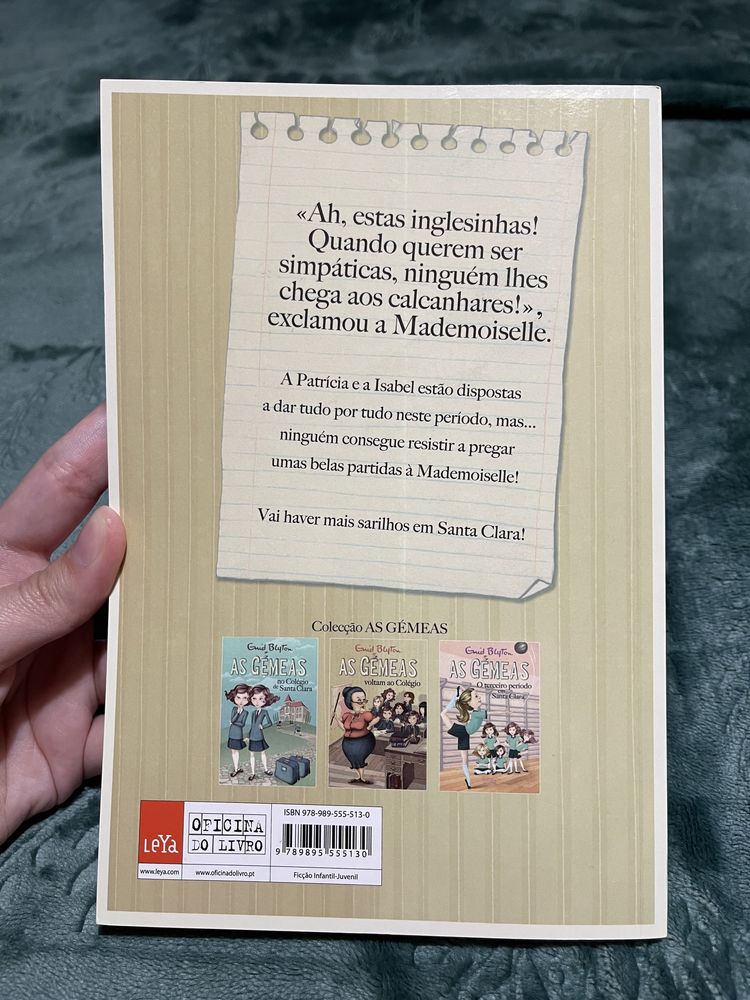 «Ah, estas inglesinhas!
Quando querem ser
simpáticas, ninguém lhes
chega aos calcanhares!»,
exclamou a Mademoiselle.
A Patrícia e a Isabel estão dispostas
a dar tudo por tudo neste período, mas...
ninguém consegue resistir a pregar
umas belas partidas à Mademoiselle!
Vai haver mais sarilhos em Santa Clara!
Colecção AS GÉMEAS
Enid Blyton
AS GÉMEAS
no Colégio
de Santa Clara
Enid Blyton
AS GÉMEAS
voltam ao Colégio
Enid Blyton
AS GÉMEAS
O terceiro período
em Santa Clara
LEYA
www.leya.com
OFICINA
DO LIVRO
www.oficinadolivro.pt
ISBN 978-989-555-513-0
9 789895 555130
Ficção Infantil-Juvenil